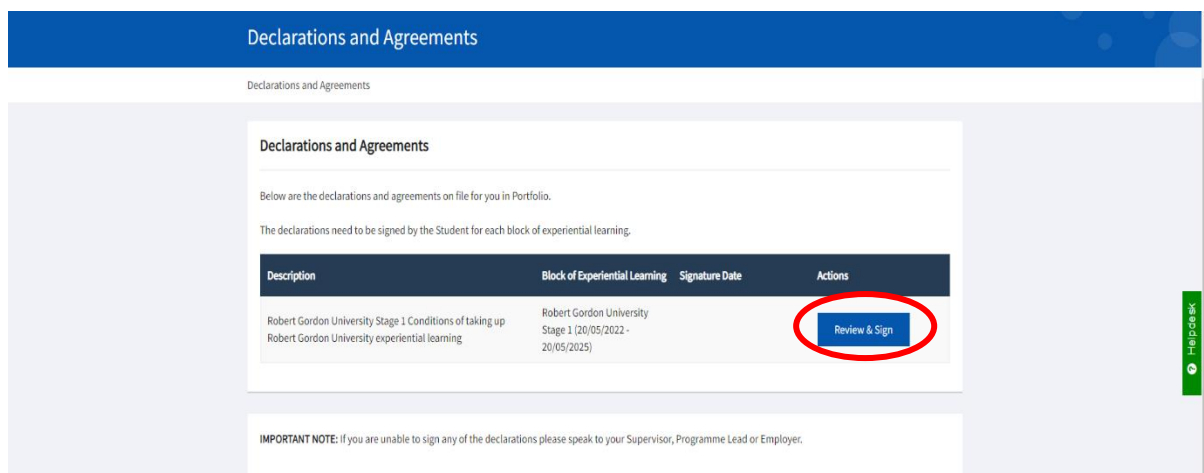 Declarations and Agreements
Declarations and Agreements
Declarations and Agreements
Below are the declarations and agreements on file for you in Portfolio.
The declarations need to be signed by the Student for each block of experiential learning.
Description Block of Experiential Learning Signature Date Actions
Robert Gordon University Stage 1 Conditions of taking up
Robert Gordon University experiential learning
Robert Gordon University
Stage 1 (20/05/2022 -
20/05/2025)
Review & Sign
IMPORTANT NOTE: If you are unable to sign any of the declarations please speak to your Supervisor, Programme Lead or Employer.
Helpdesk